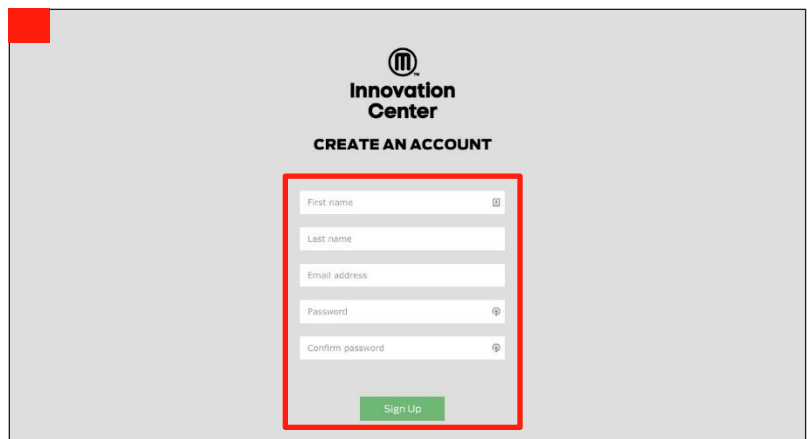 Innovation
Center
CREATE AN ACCOUNT
First name
Last name
Email address
Password
Confirm password
Sign Up